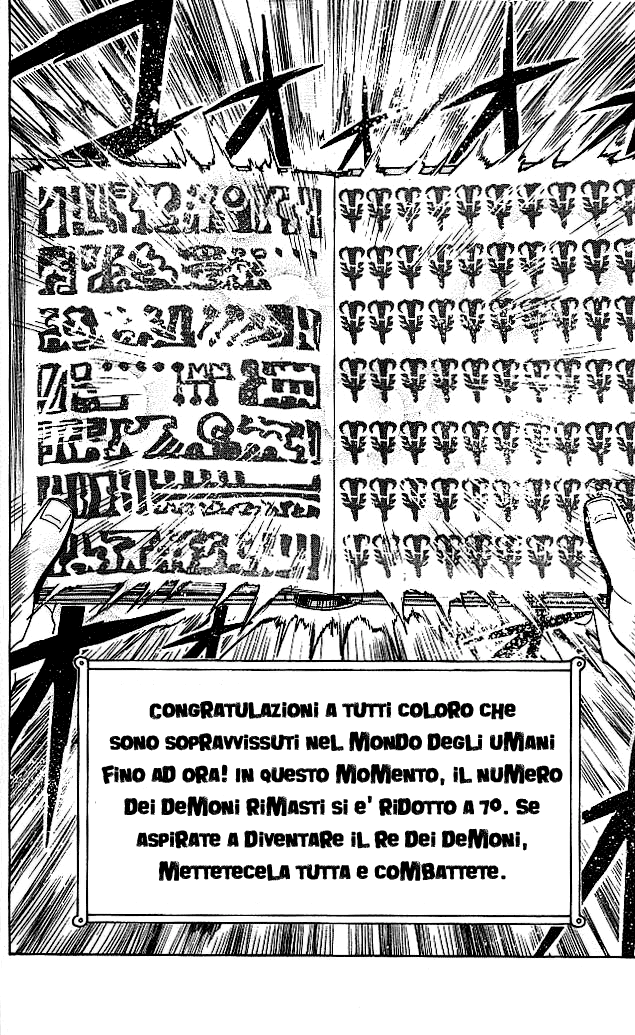 CONGRATULAZIONI A TUTTI COLORO CHE
SONO SOPRAVVISSUTI NEL MONDO DEGLI UMANI
FINO AD ORA! IN QUESTO MOMENTO, IL NUMERO
DEI DEMONI RIMASTI SI E' RIDOTTO A 70. SE
ASPIRATE A DIVENTARE IL RE DEI DEMONI,
METTETECELA TUTTA E COMBATTETE.